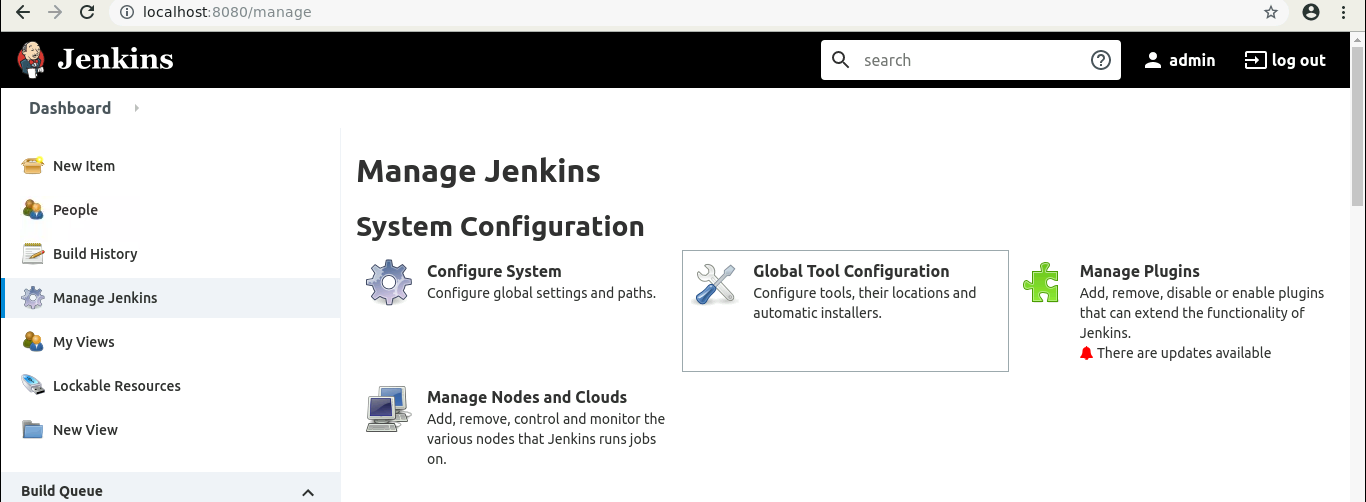 localhost:8080/manage
Jenkins
search
admin
log out
Dashboard
New Item
People
Build History
Manage Jenkins
My Views
Lockable Resources
New View
Build Queue
Manage Jenkins
System Configuration
Configure System
Configure global settings and paths.
Global Tool Configuration
Configure tools, their locations and
automatic installers.
Manage Plugins
Add, remove, disable or enable plugins
that can extend the functionality of
Jenkins.
There are updates available
Manage Nodes and Clouds
Add, remove, control and monitor the
various nodes that Jenkins runs jobs
on.